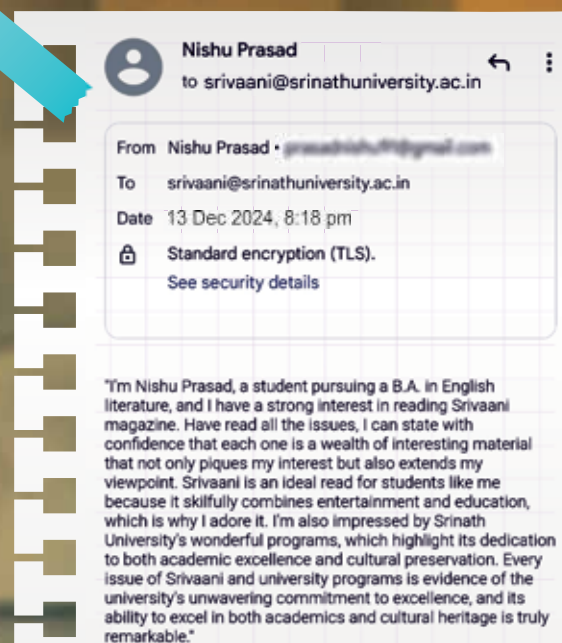 Nishu Prasad
to srivaani@srinathuniversity.ac.in
From Nishu Prasad •
To srivaani@srinathuniversity.ac.in
Date 13 Dec 2024, 8:18 pm
Standard encryption (TLS).
See security details
"I'm Nishu Prasad, a student pursuing a B.A. in English
literature, and I have a strong interest in reading Srivaani
magazine. Have read all the issues, I can state with
confidence that each one is a wealth of interesting material
that not only piques my interest but also extends my
viewpoint. Srivaani is an ideal read for students like me
because it skilfully combines entertainment and education,
which is why I adore it. I'm also impressed by Srinath
University's wonderful programs, which highlight its dedication
to both academic excellence and cultural preservation. Every
issue of Srivaani and university programs is evidence of the
university's unwavering commitment to excellence, and its
ability to excel in both academics and cultural heritage is truly
remarkable."